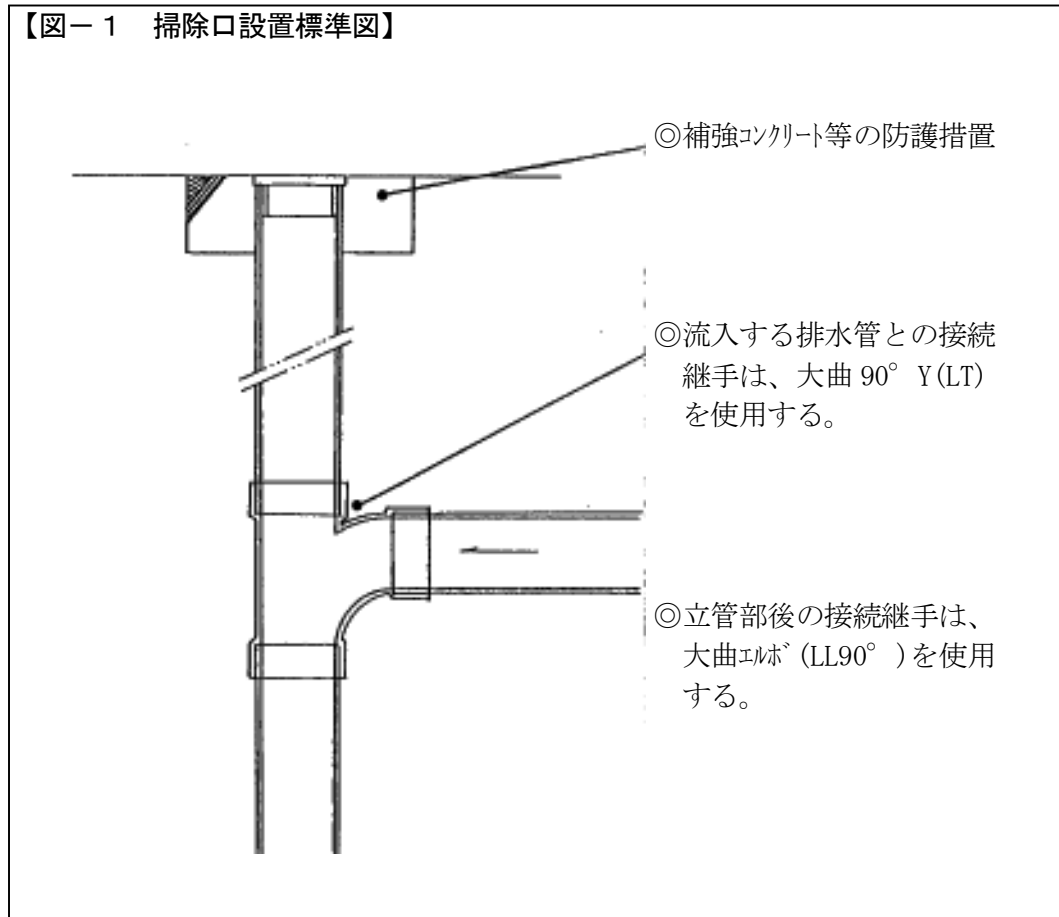 【図－１　掃除口設置標準図】
◎補強ｺﾝｸﾘｰﾄ等の防護措置
◎流入する排水管との接続
継手は、大曲 90° Y(LT)
を使用する。
◎立管部後の接続継手は、
大曲ｴﾙﾎﾞ(LL90°)を使用
する。